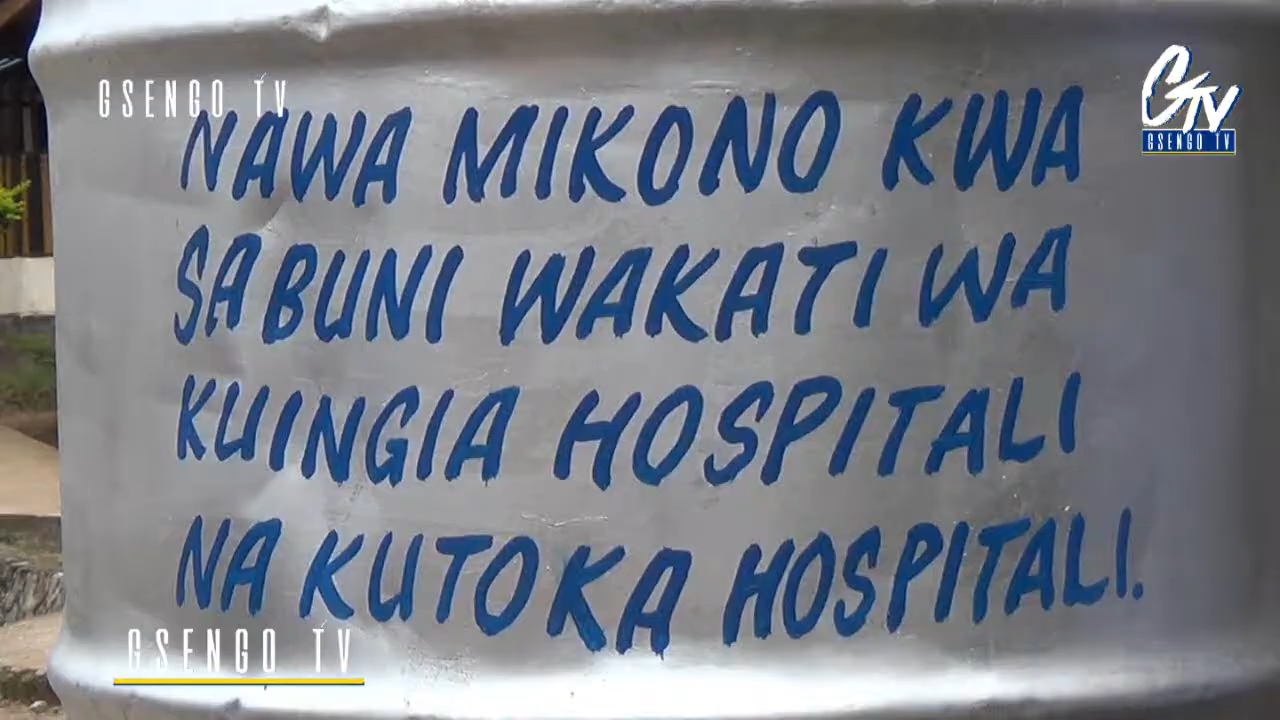 GSENGO TV
GTV
GSENGO TV
NAWA MIKONO KWA
SABUNI WAKATI WA
KUINGIA HOSPITALI
NA KUTOKA HOSPITALI.
GSENGO TV